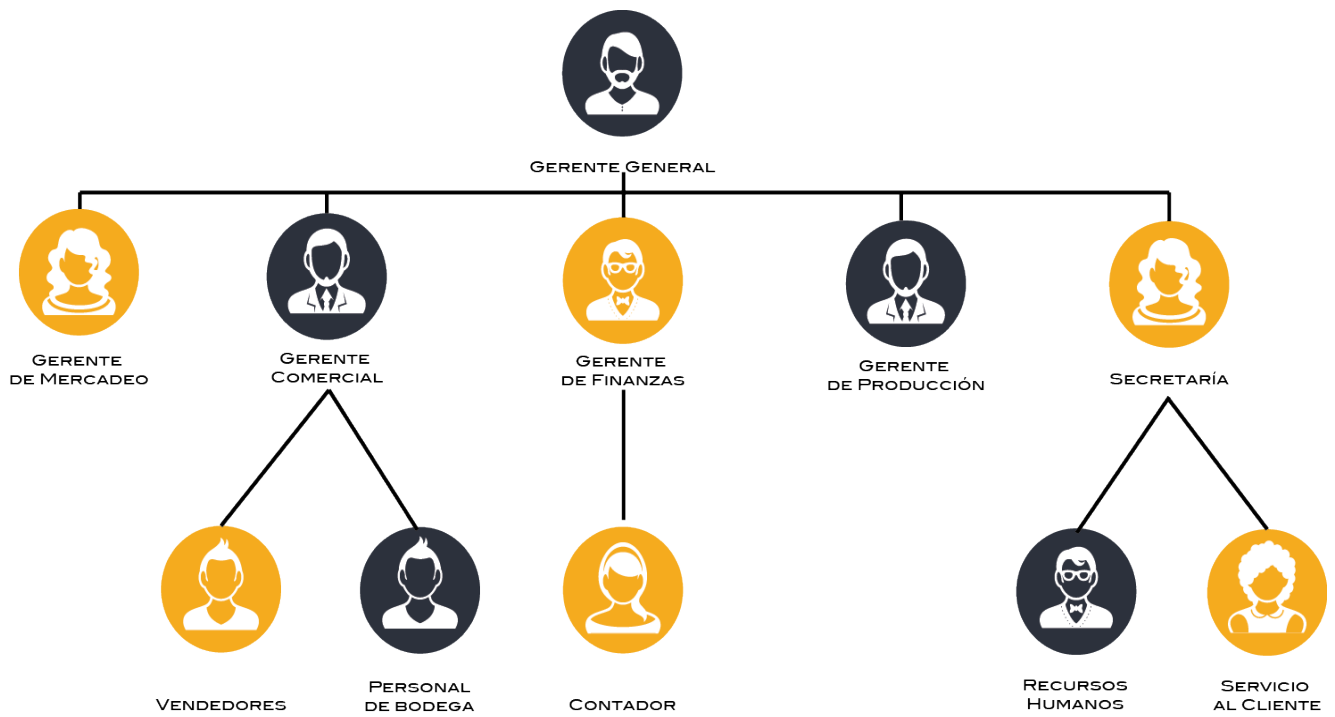 Gerente General
Gerente
de Mercadeo
Gerente
Comercial
Gerente
de Finanzas
Gerente
de Producción
Secretaría
Vendedores
Personal
de bodega
Contador
Recursos
Humanos
Servicio
al Cliente